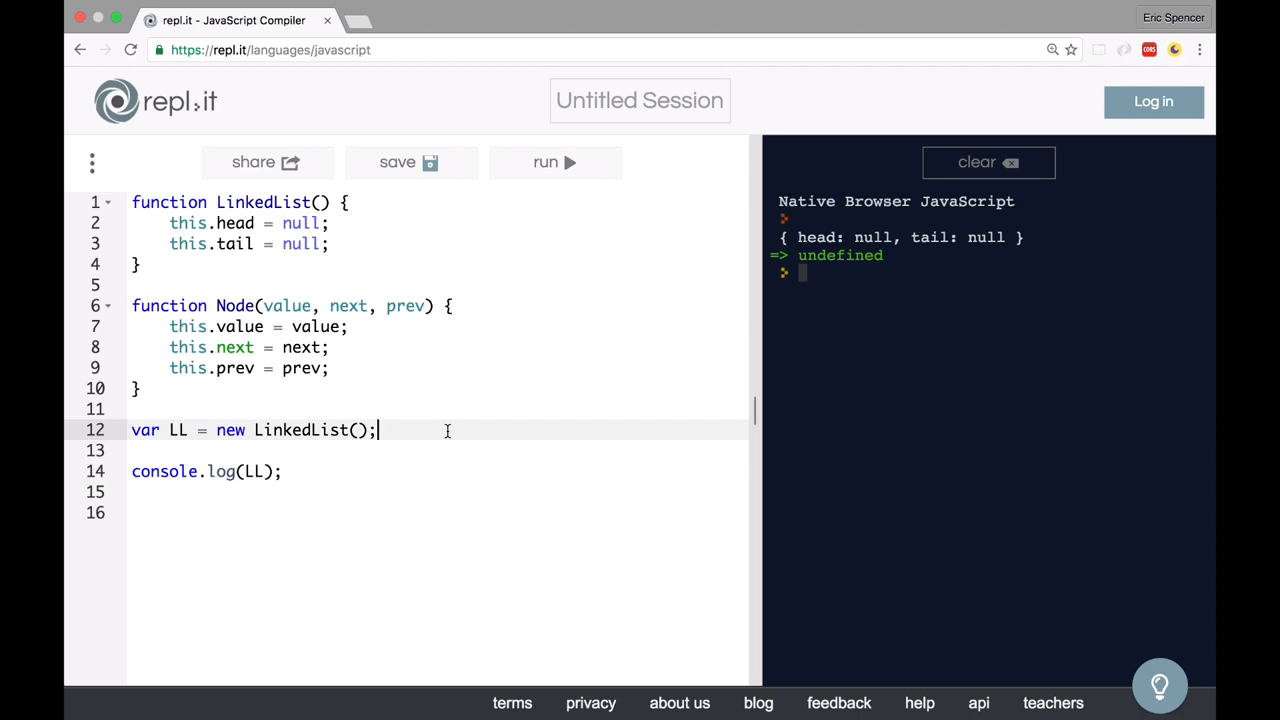 repl.it - JavaScript Compiler
Eric Spencer
https://repl.it/languages/javascript
CORS
repl.it
Untitled Session
Log in
share
save
run
clear
1 function LinkedList() {
2     this.head = null;
3     this.tail = null;
4 }
5
6 function Node(value, next, prev) {
7     this.value = value;
8     this.next = next;
9     this.prev = prev;
10 }
11
12 var LL = new LinkedList();
13
14 console.log(LL);
15
16
Native Browser JavaScript
{ head: null, tail: null }
=> undefined
terms privacy about us blog feedback help api teachers